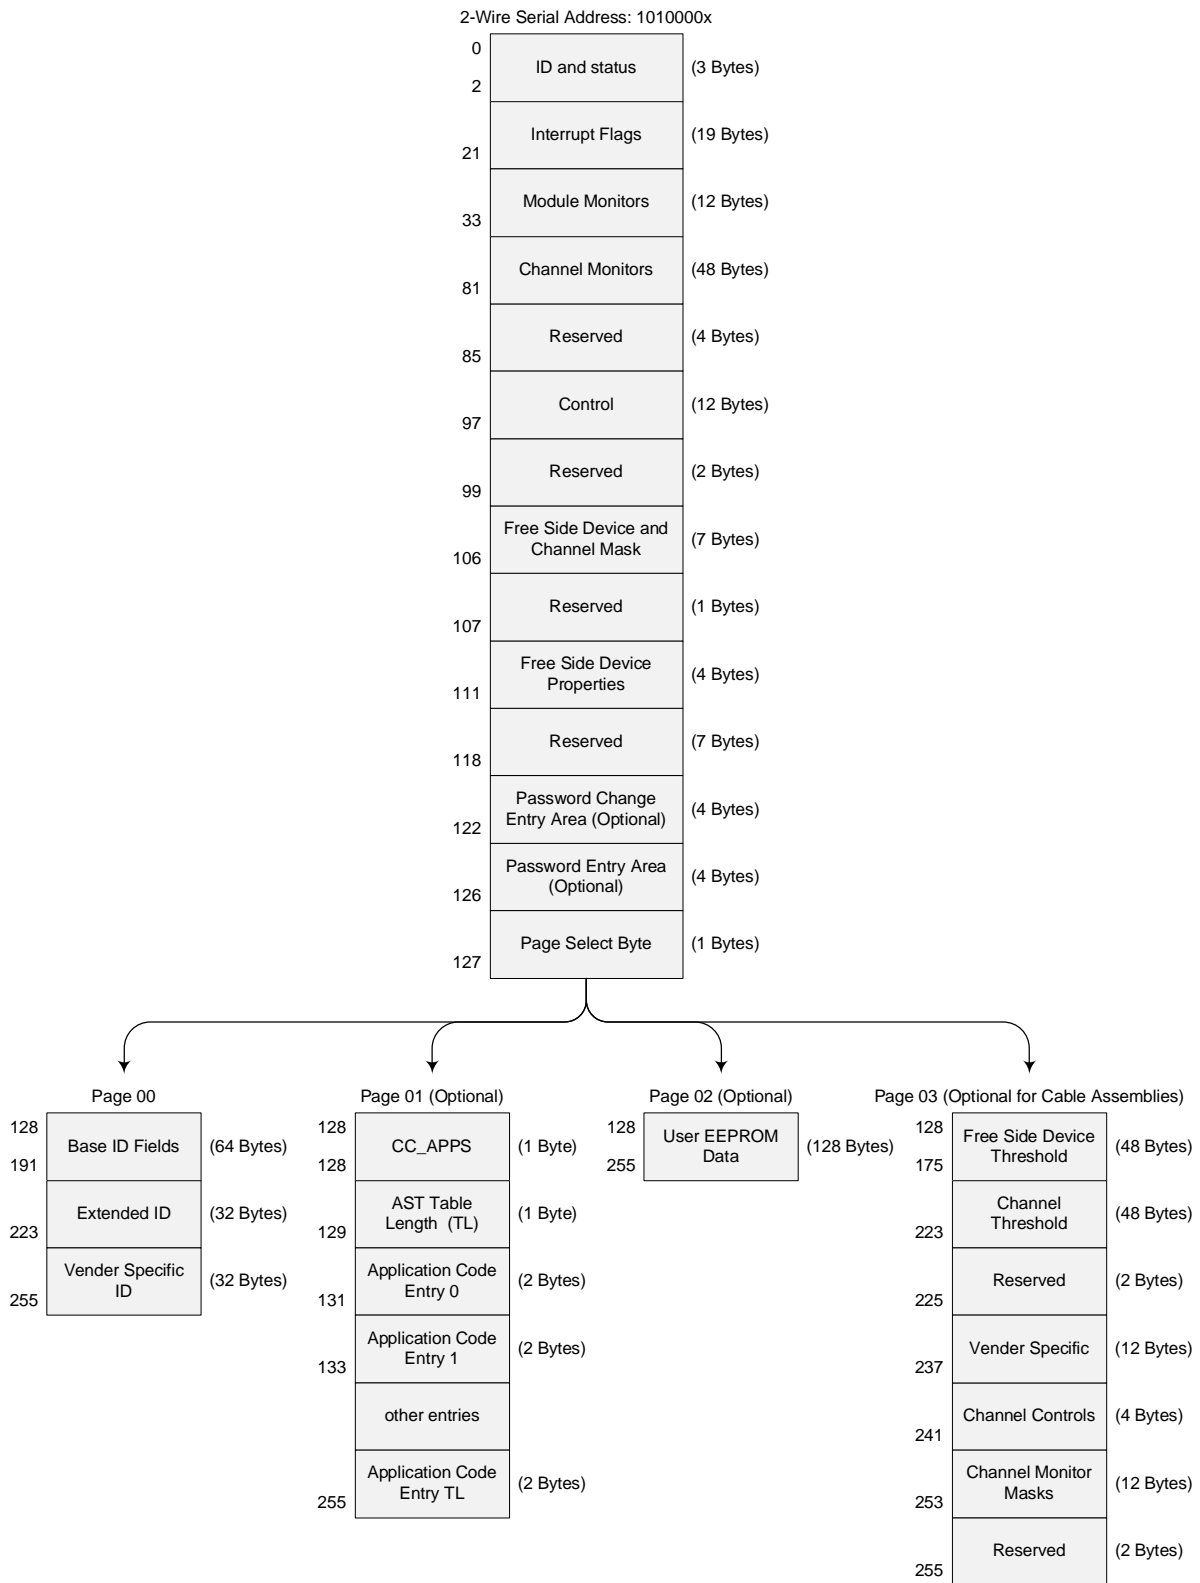 2-Wire Serial Address: 1010000x
0
ID and status
(3 Bytes)
2
Interrupt Flags
(19 Bytes)
21
Module Monitors
(12 Bytes)
33
Channel Monitors
(48 Bytes)
81
Reserved
(4 Bytes)
85
Control
(12 Bytes)
97
Reserved
(2 Bytes)
99
Free Side Device and
Channel Mask
(7 Bytes)
106
Reserved
(1 Bytes)
107
Free Side Device
Properties
(4 Bytes)
111
Reserved
(7 Bytes)
118
Password Change
Entry Area (Optional)
(4 Bytes)
122
Password Entry Area
(Optional)
(4 Bytes)
126
Page Select Byte
(1 Bytes)
127
Page 00
128
Base ID Fields
(64 Bytes)
191
Extended ID
(32 Bytes)
223
Vender Specific
ID
(32 Bytes)
255
Page 01 (Optional)
128
CC_APPS
(1 Byte)
128
AST Table
Length (TL)
(1 Byte)
129
Application Code
Entry 0
(2 Bytes)
131
Application Code
Entry 1
(2 Bytes)
133
other entries
Application Code
Entry TL
(2 Bytes)
255
Page 02 (Optional)
128
User EEPROM
Data
(128 Bytes)
255
Page 03 (Optional for Cable Assemblies)
128
Free Side Device
Threshold
(48 Bytes)
175
Channel
Threshold
(48 Bytes)
223
Reserved
(2 Bytes)
225
Vender Specific
(12 Bytes)
237
Channel Controls
(4 Bytes)
241
Channel Monitor
Masks
(12 Bytes)
253
Reserved
(2 Bytes)
255